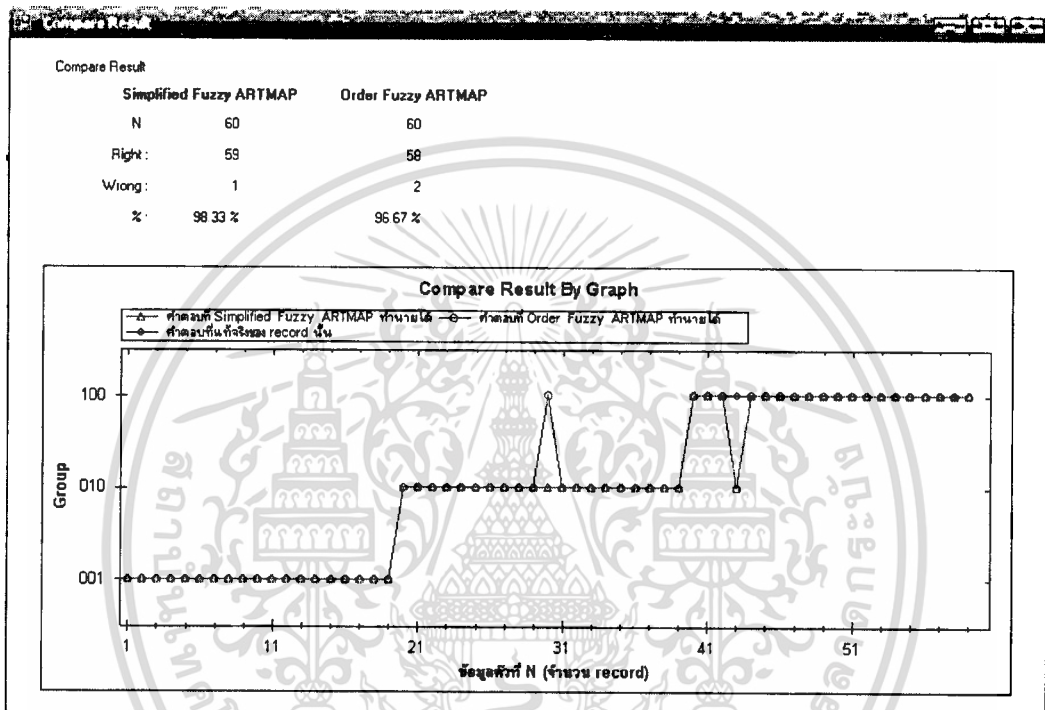 Compare Result
Compare Result
Simplified Fuzzy ARTMAP Order Fuzzy ARTMAP
N 60 60
Right : 59 58
Wrong : 1 2
% : 98.33 % 96.67 %
Compare Result By Graph
คำตอบที่ Simplified Fuzzy ARTMAP ทำนายได้ คำตอบที่ Order Fuzzy ARTMAP ทำนายได้
คำตอบที่แท้จริงของ record นั้น
100
010
001
Group
1 11 21 31 41 51
ข้อมูลตัวที่ N (จำนวน record)